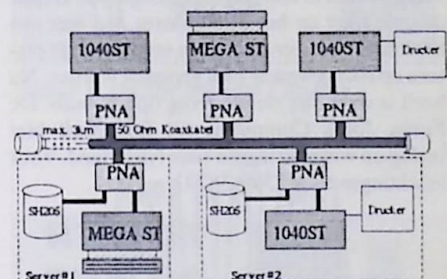 1040ST MEGA ST 1040ST Drucker
PNA PNA PNA
max. 3km 50 Ohm Koaxkabel
PNA PNA
SH205 SH205 Drucker
MEGA ST 1040ST
Server#1 Server#2